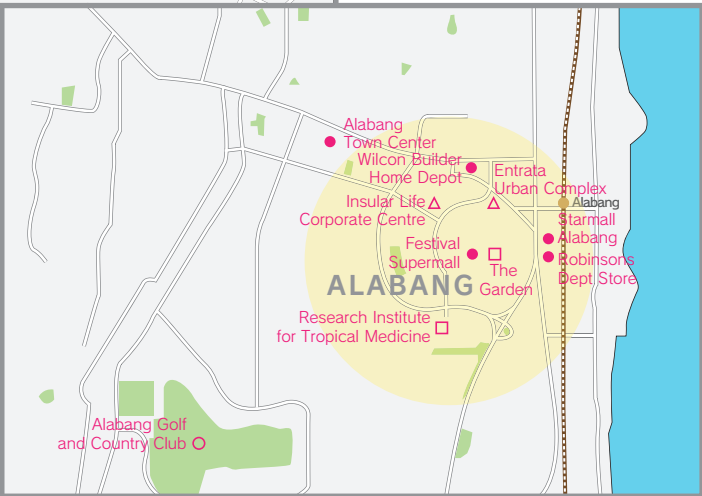 Alabang
Town Center
Wilcon Builder
Home Depot
Entrata
Urban Complex
Insular Life
Corporate Centre
Alabang
Starmall
Alabang
Robinsons
Dept Store
Festival
Supermall
The
Garden
ALABANG
Research Institute
for Tropical Medicine
Alabang Golf
and Country Club